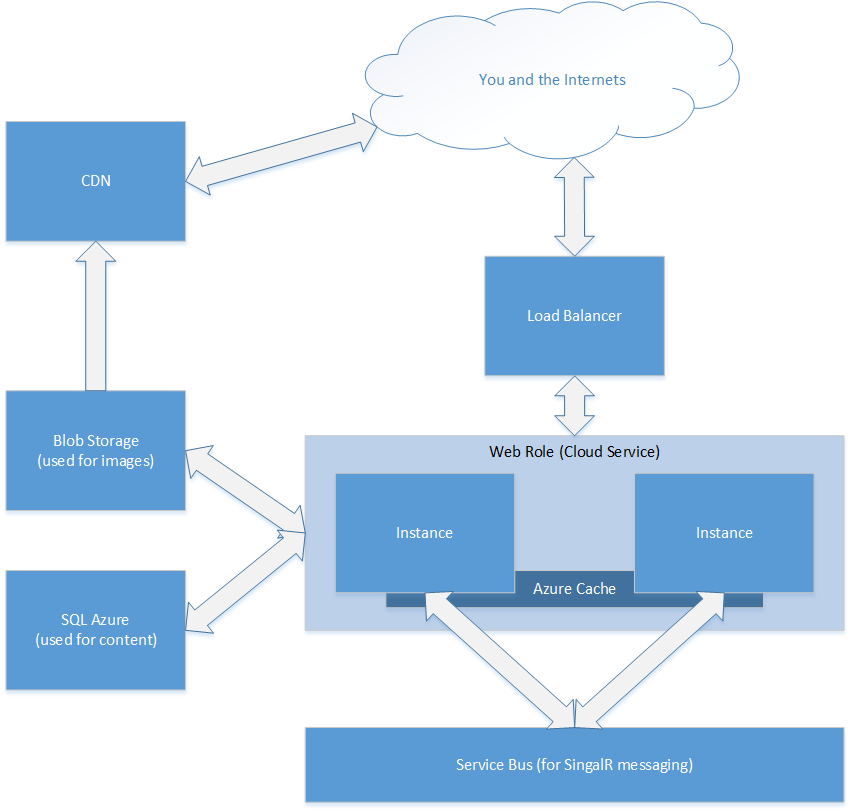 You and the Internets
CDN
Load Balancer
Blob Storage
(used for images)
Web Role (Cloud Service)
Instance
Instance
Azure Cache
SQL Azure
(used for content)
Service Bus (for SingalR messaging)